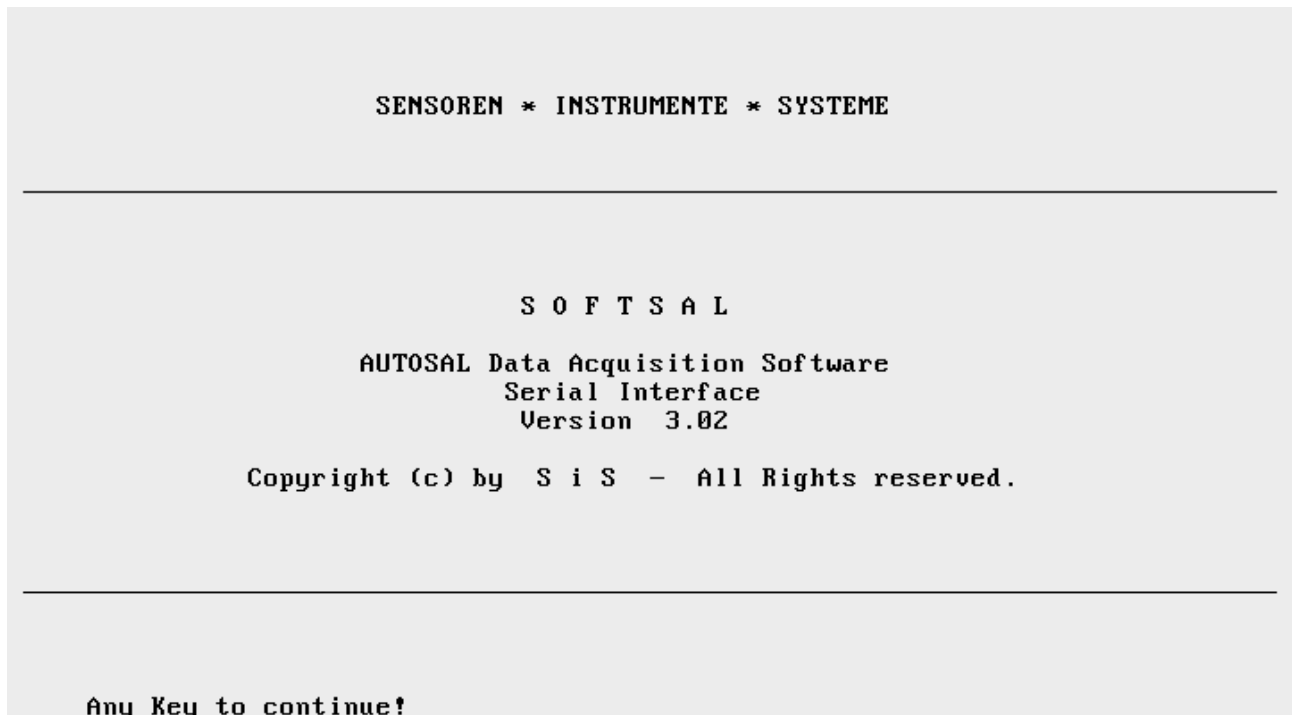 SENSOREN * INSTRUMENTE * SYSTEME
S O F T S A L
AUTOSAL Data Acquisition Software
Serial Interface
Version 3.02
Copyright (c) by S i S - All Rights reserved.
Any Key to continue!